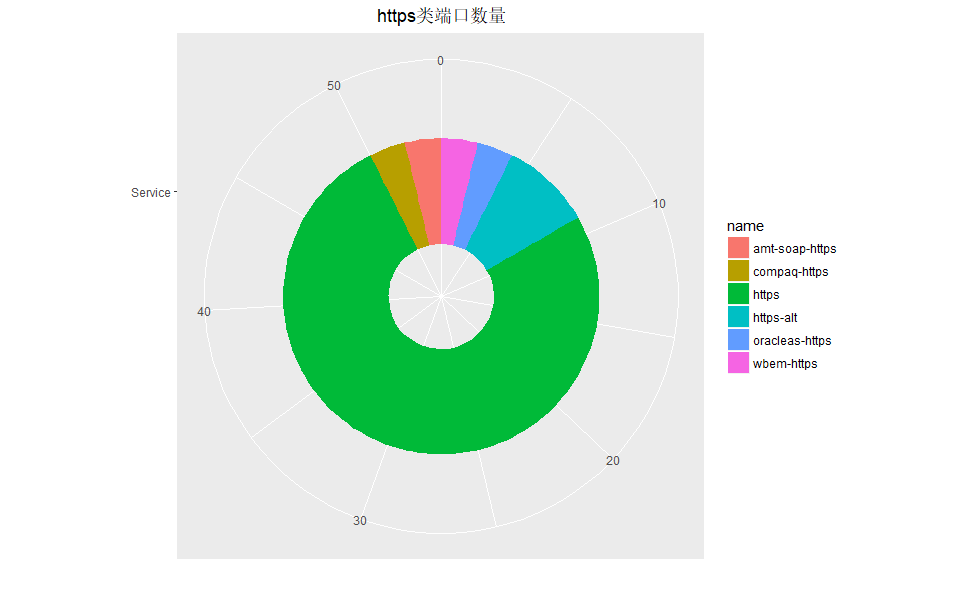 https类端口数量
0
50
Service
10
40
20
30
name
amt-soap-https
compaq-https
https
https-alt
oracleas-https
wbem-https